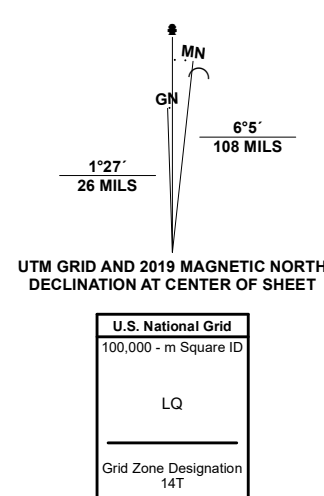 MN
GN
6°5´
108 MILS
1°27´
26 MILS
UTM GRID AND 2019 MAGNETIC NORTH
DECLINATION AT CENTER OF SHEET
U.S. National Grid
100,000 - m Square ID
LQ
Grid Zone Designation
14T